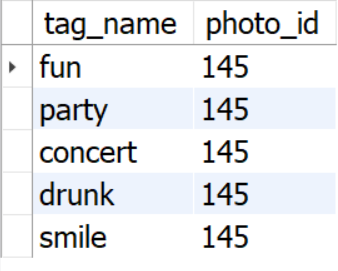 tag_name photo_id
fun 145
party 145
concert 145
drunk 145
smile 145